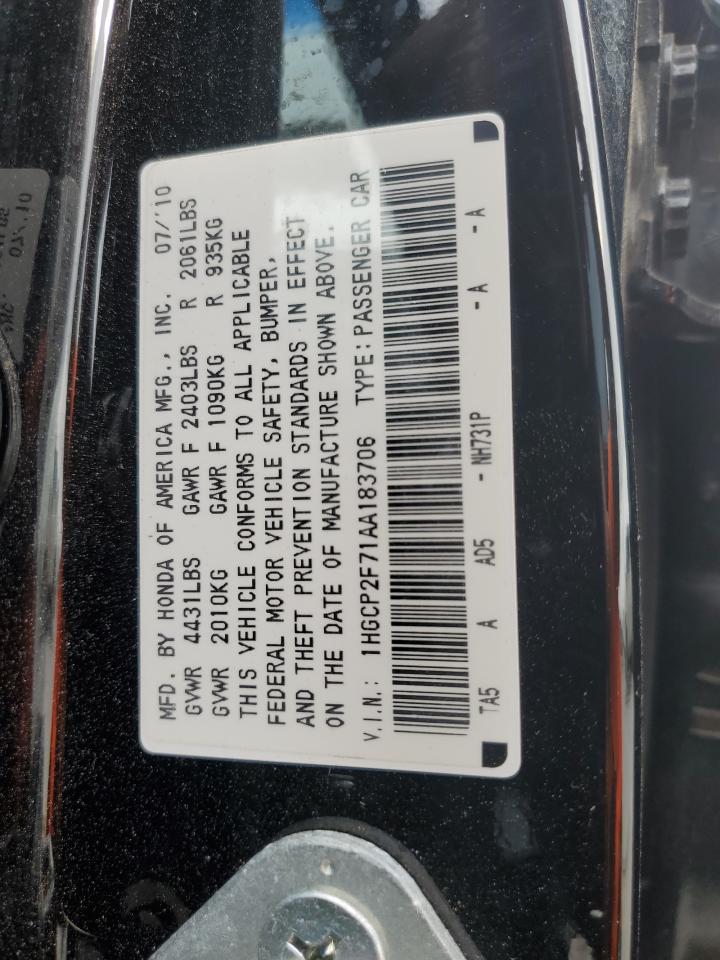 MFD. BY HONDA OF AMERICA MFG., INC. 07/'10
GVWR 4431LBS GAWR F 2403LBS R 2061LBS
GVWR 2010KG GAWR F 1090KG R 935KG
THIS VEHICLE CONFORMS TO ALL APPLICABLE
FEDERAL MOTOR VEHICLE SAFETY, BUMPER,
AND THEFT PREVENTION STANDARDS IN EFFECT
ON THE DATE OF MANUFACTURE SHOWN ABOVE.
V.I.N.: 1HGCP2F71AA183706 TYPE:PASSENGER CAR
TA5 A AD5 - NH731P - A - A